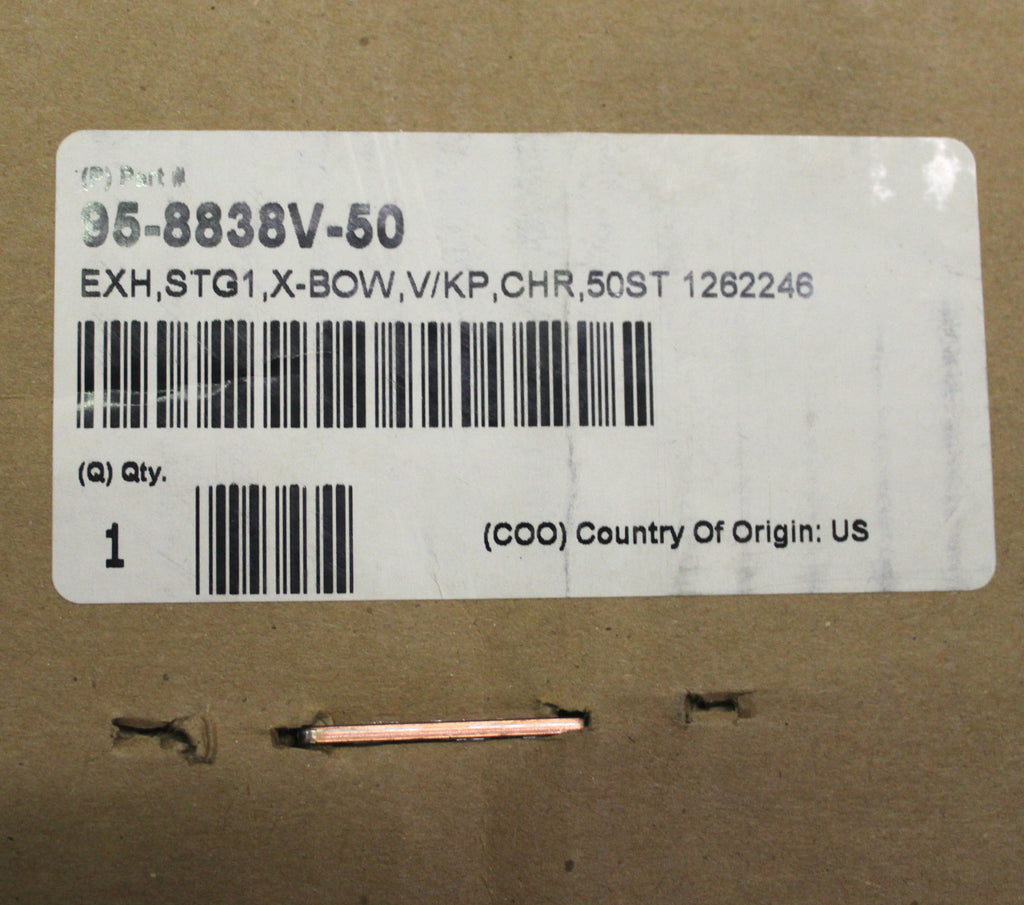 (P) Part #
95-8838V-50
EXH,STG1,X-BOW,V/KP,CHR,50ST 1262246
(Q) Qty.
1
(COO) Country Of Origin: US